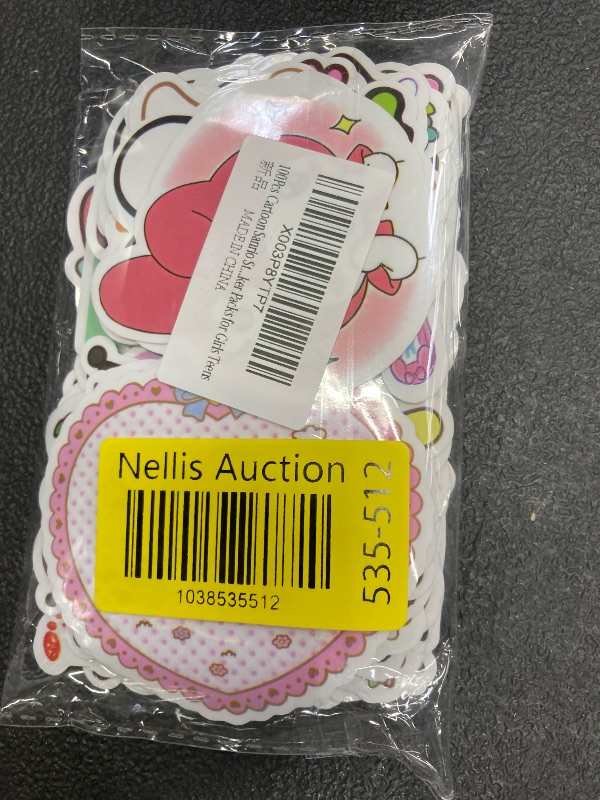 X003P8YTP7
100Pcs Cartoon Sanrio St...ker Packs for Girls Teens
新品
MADE IN CHINA
Nellis Auction
1038535512
535-512